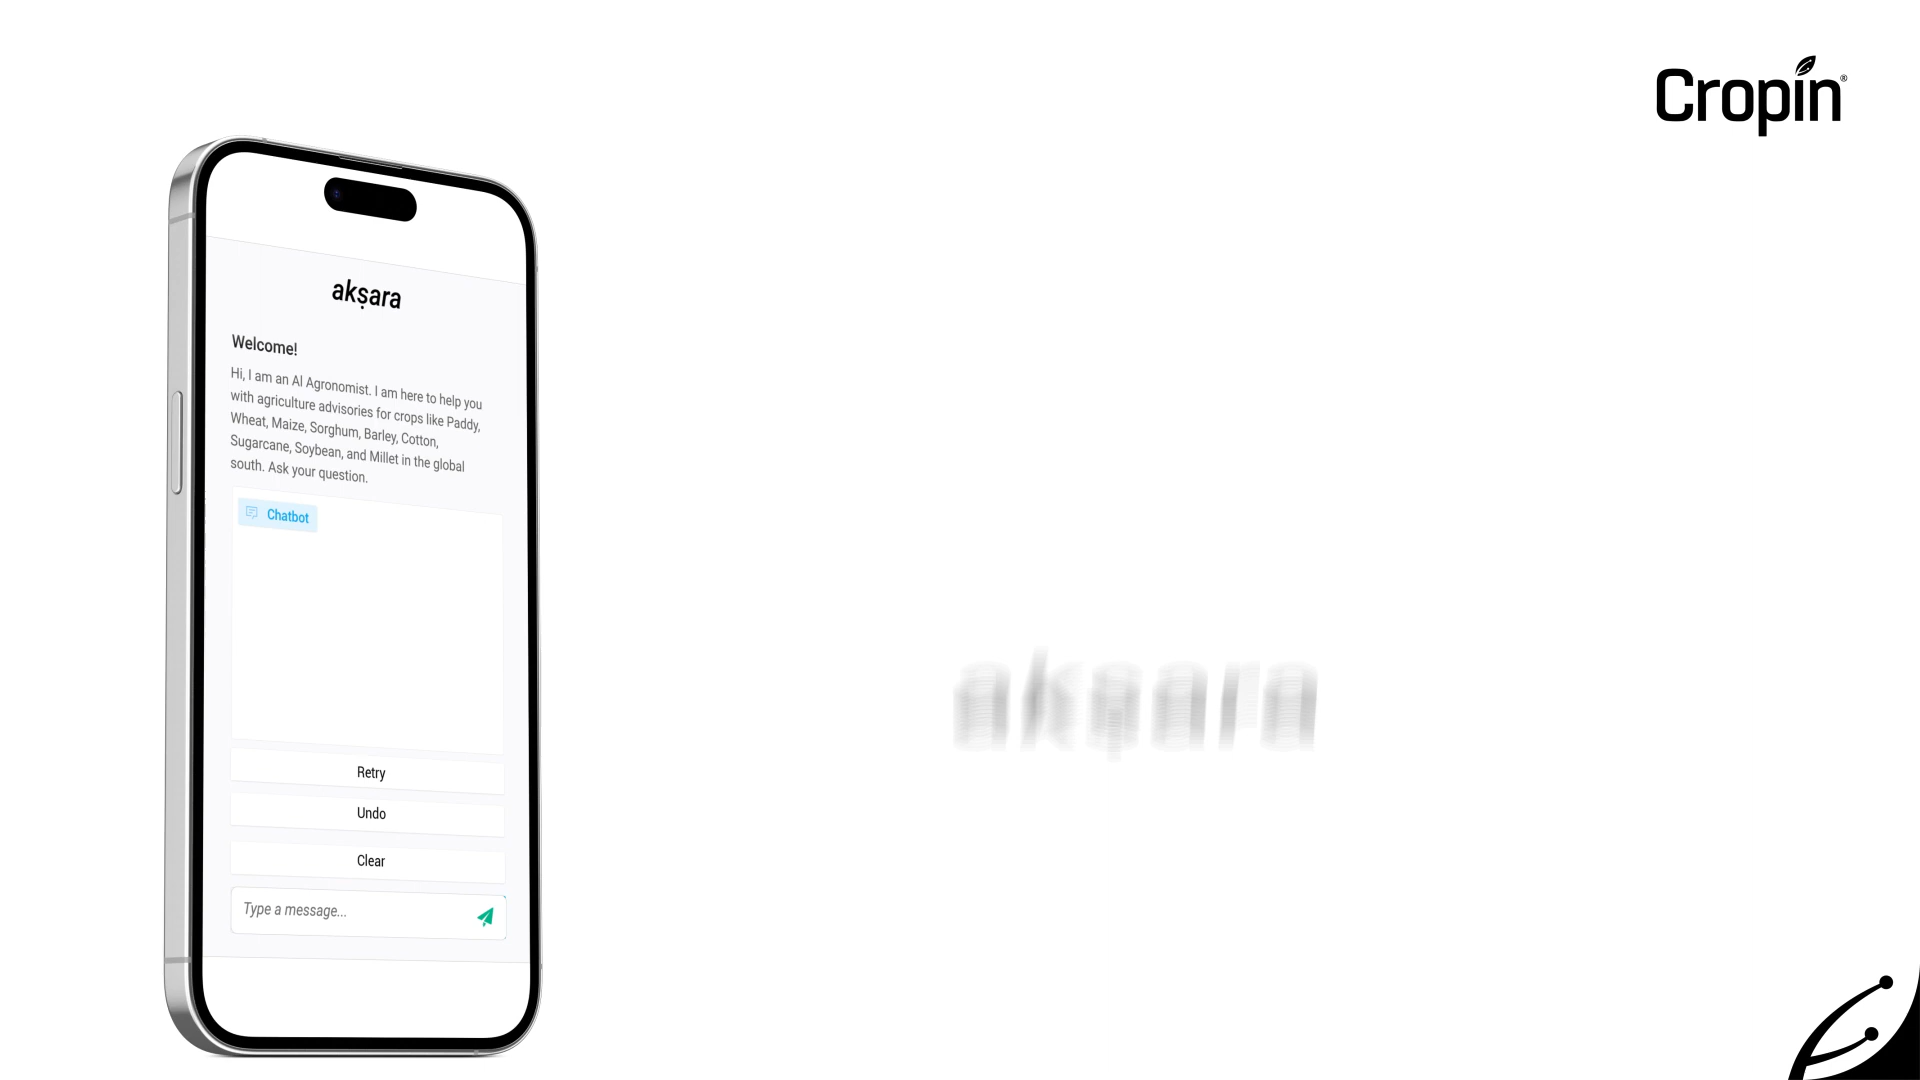 Cropin®
akṣara
Welcome!
Hi, I am an AI Agronomist. I am here to help you
with agriculture advisories for crops like Paddy,
Wheat, Maize, Sorghum, Barley, Cotton,
Sugarcane, Soybean, and Millet in the global
south. Ask your question.
Chatbot
Retry
Undo
Clear
Type a message...
akṣara